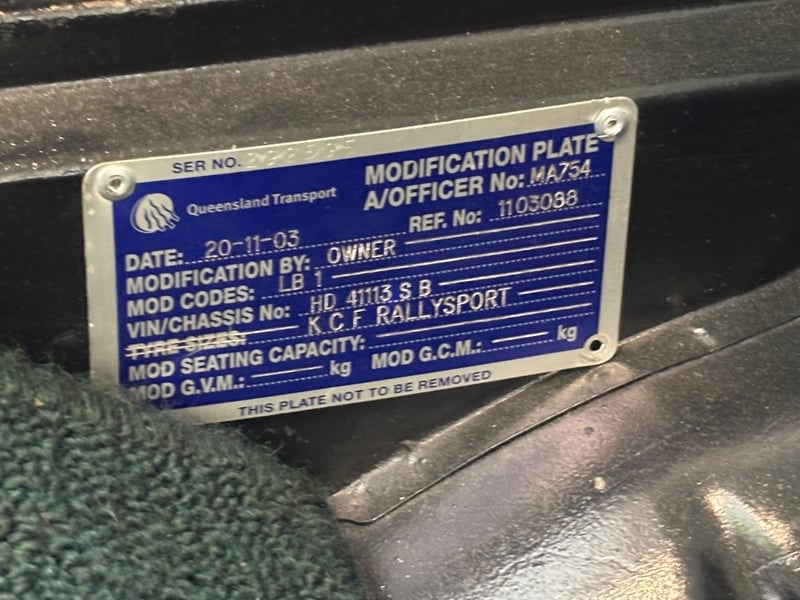 SER NO.
Queensland Transport
MODIFICATION PLATE
A/OFFICER No: MA754
DATE: 20-11-03 REF. No: 1103088
MODIFICATION BY: OWNER
MOD CODES: LB 1
VIN/CHASSIS No: HD 41113 S B
TYRE SIZES: K C F RALLYSPORT
MOD SEATING CAPACITY:
MOD G.V.M.: kg MOD G.C.M.: kg
THIS PLATE NOT TO BE REMOVED